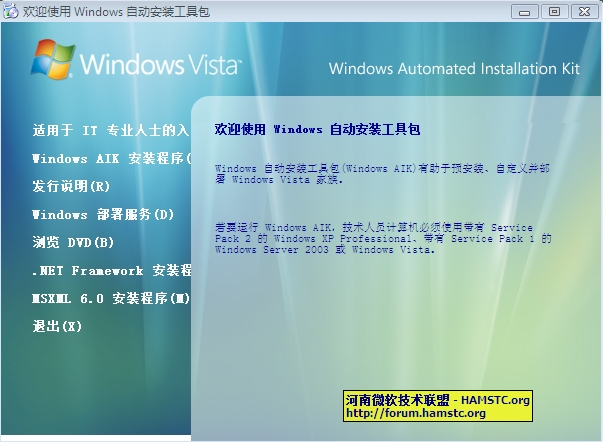 欢迎使用 Windows 自动安装工具包
Windows Vista™
Windows Automated Installation Kit
适用于 IT 专业人士的入
Windows AIK 安装程序(
发行说明(R)
Windows 部署服务(D)
浏览 DVD(B)
.NET Framework 安装程
MSXML 6.0 安装程序(M)
退出(X)
欢迎使用 Windows 自动安装工具包
Windows 自动安装工具包(Windows AIK)有助于预安装、自定义并部
署 Windows Vista 家族。
若要运行 Windows AIK，技术人员计算机必须使用带有 Service
Pack 2 的 Windows XP Professional、带有 Service Pack 1 的
Windows Server 2003 或 Windows Vista。
河南微软技术联盟 - HAMSTC.org
http://forum.hamstc.org